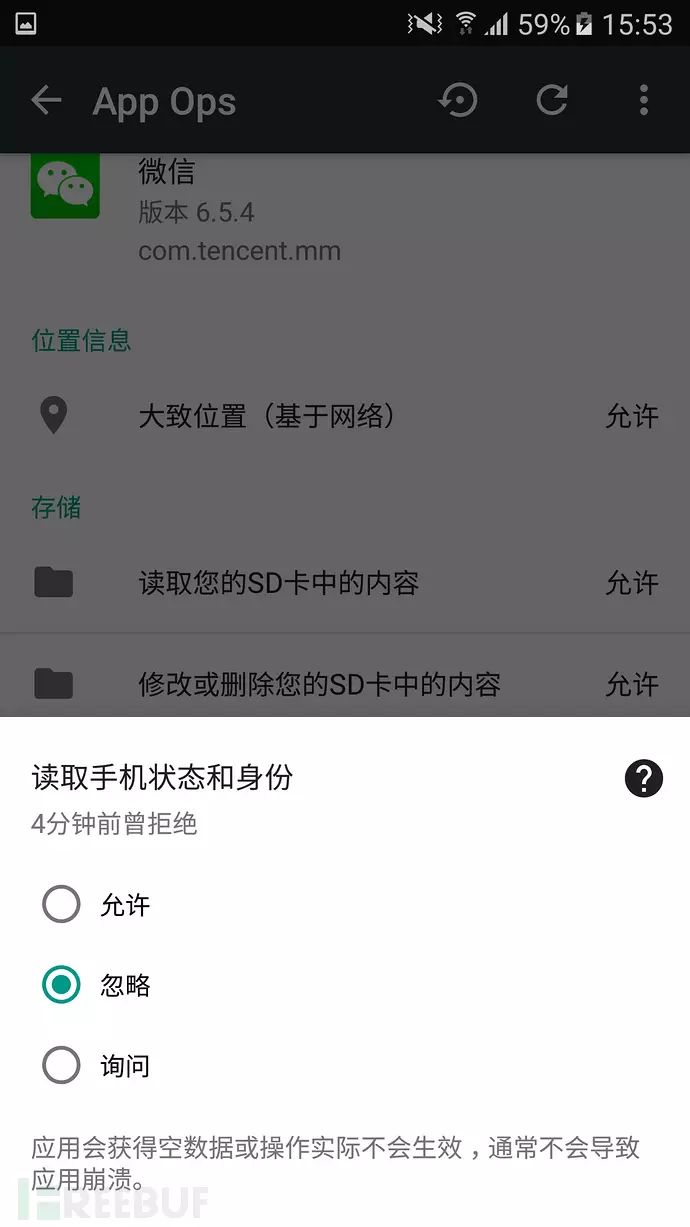 59% 15:53
App Ops
微信
版本 6.5.4
com.tencent.mm
位置信息
大致位置（基于网络） 允许
存储
读取您的SD卡中的内容 允许
修改或删除您的SD卡中的内容 允许
读取手机状态和身份
4分钟前曾拒绝
允许
忽略
询问
应用会获得空数据或操作实际不会生效，通常不会导致
应用崩溃。
FREEBUF